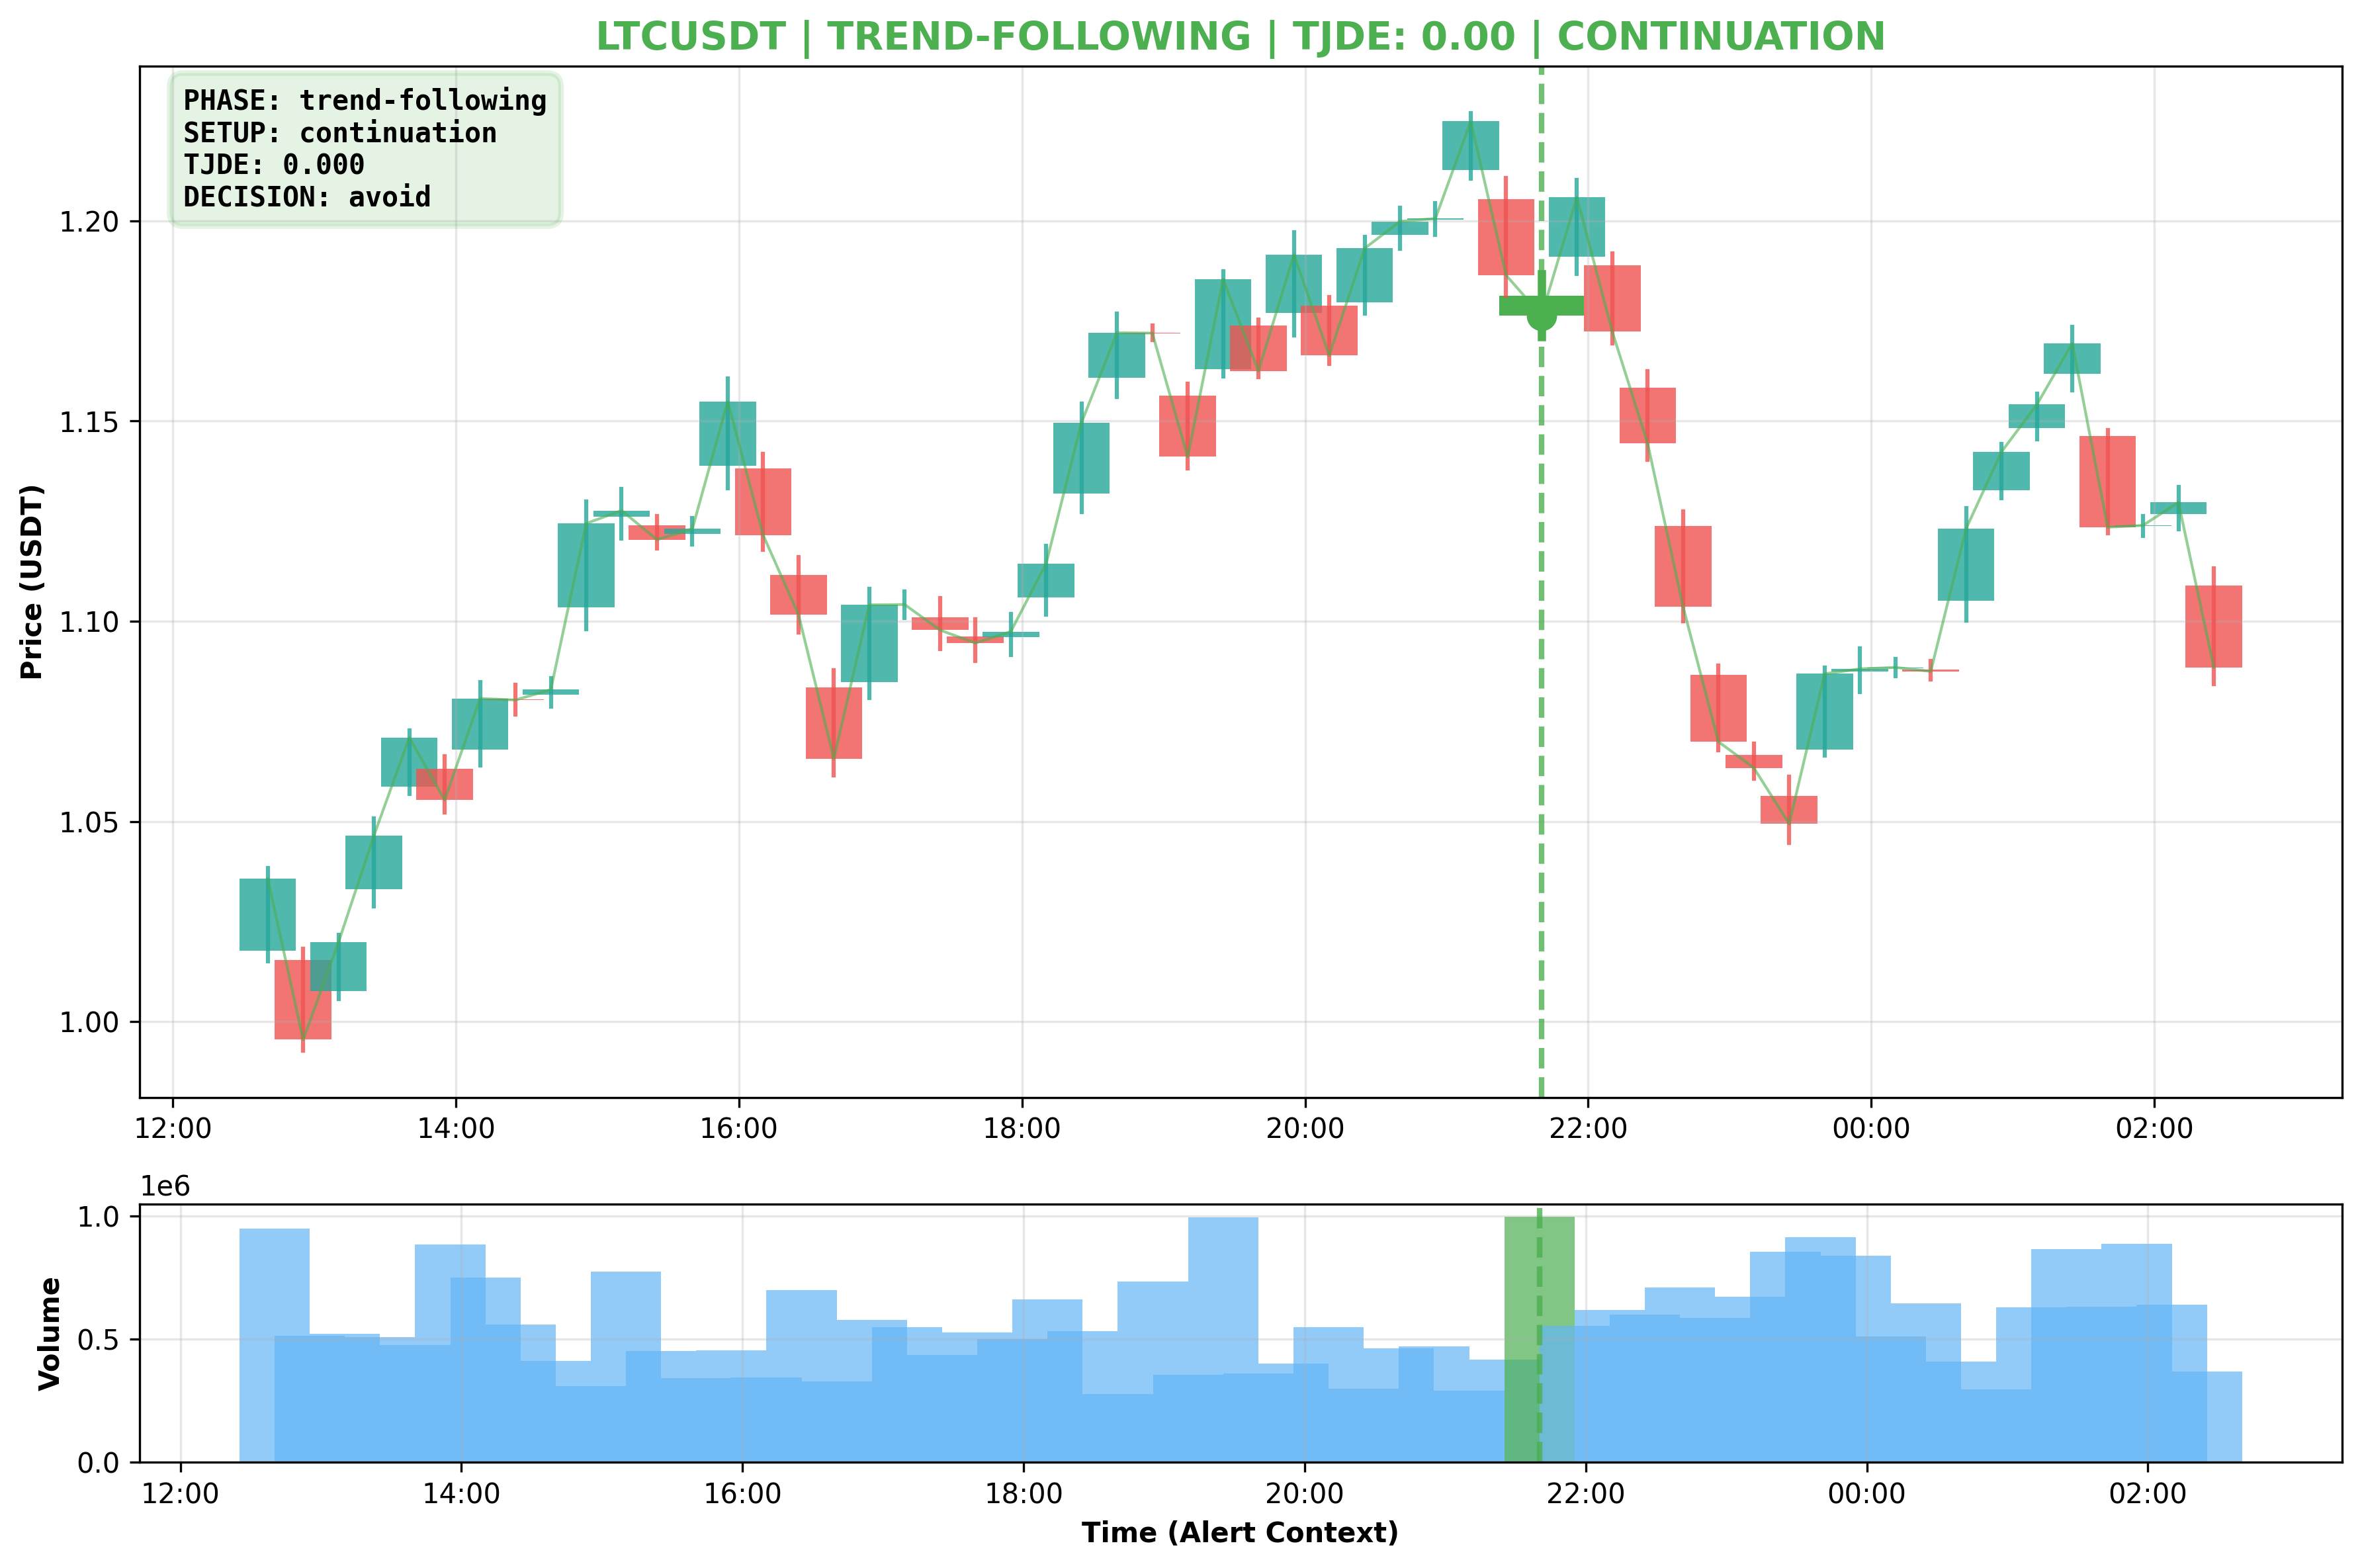 LTCUSDT | TREND-FOLLOWING | TJDE: 0.00 | CONTINUATION
PHASE: trend-following
SETUP: continuation
TJDE: 0.000
DECISION: avoid
Price (USDT)
1.20
1.15
1.10
1.05
1.00
12:00 14:00 16:00 18:00 20:00 22:00 00:00 02:00
1e6
Volume
1.0
0.5
0.0
12:00 14:00 16:00 18:00 20:00 22:00 00:00 02:00
Time (Alert Context)